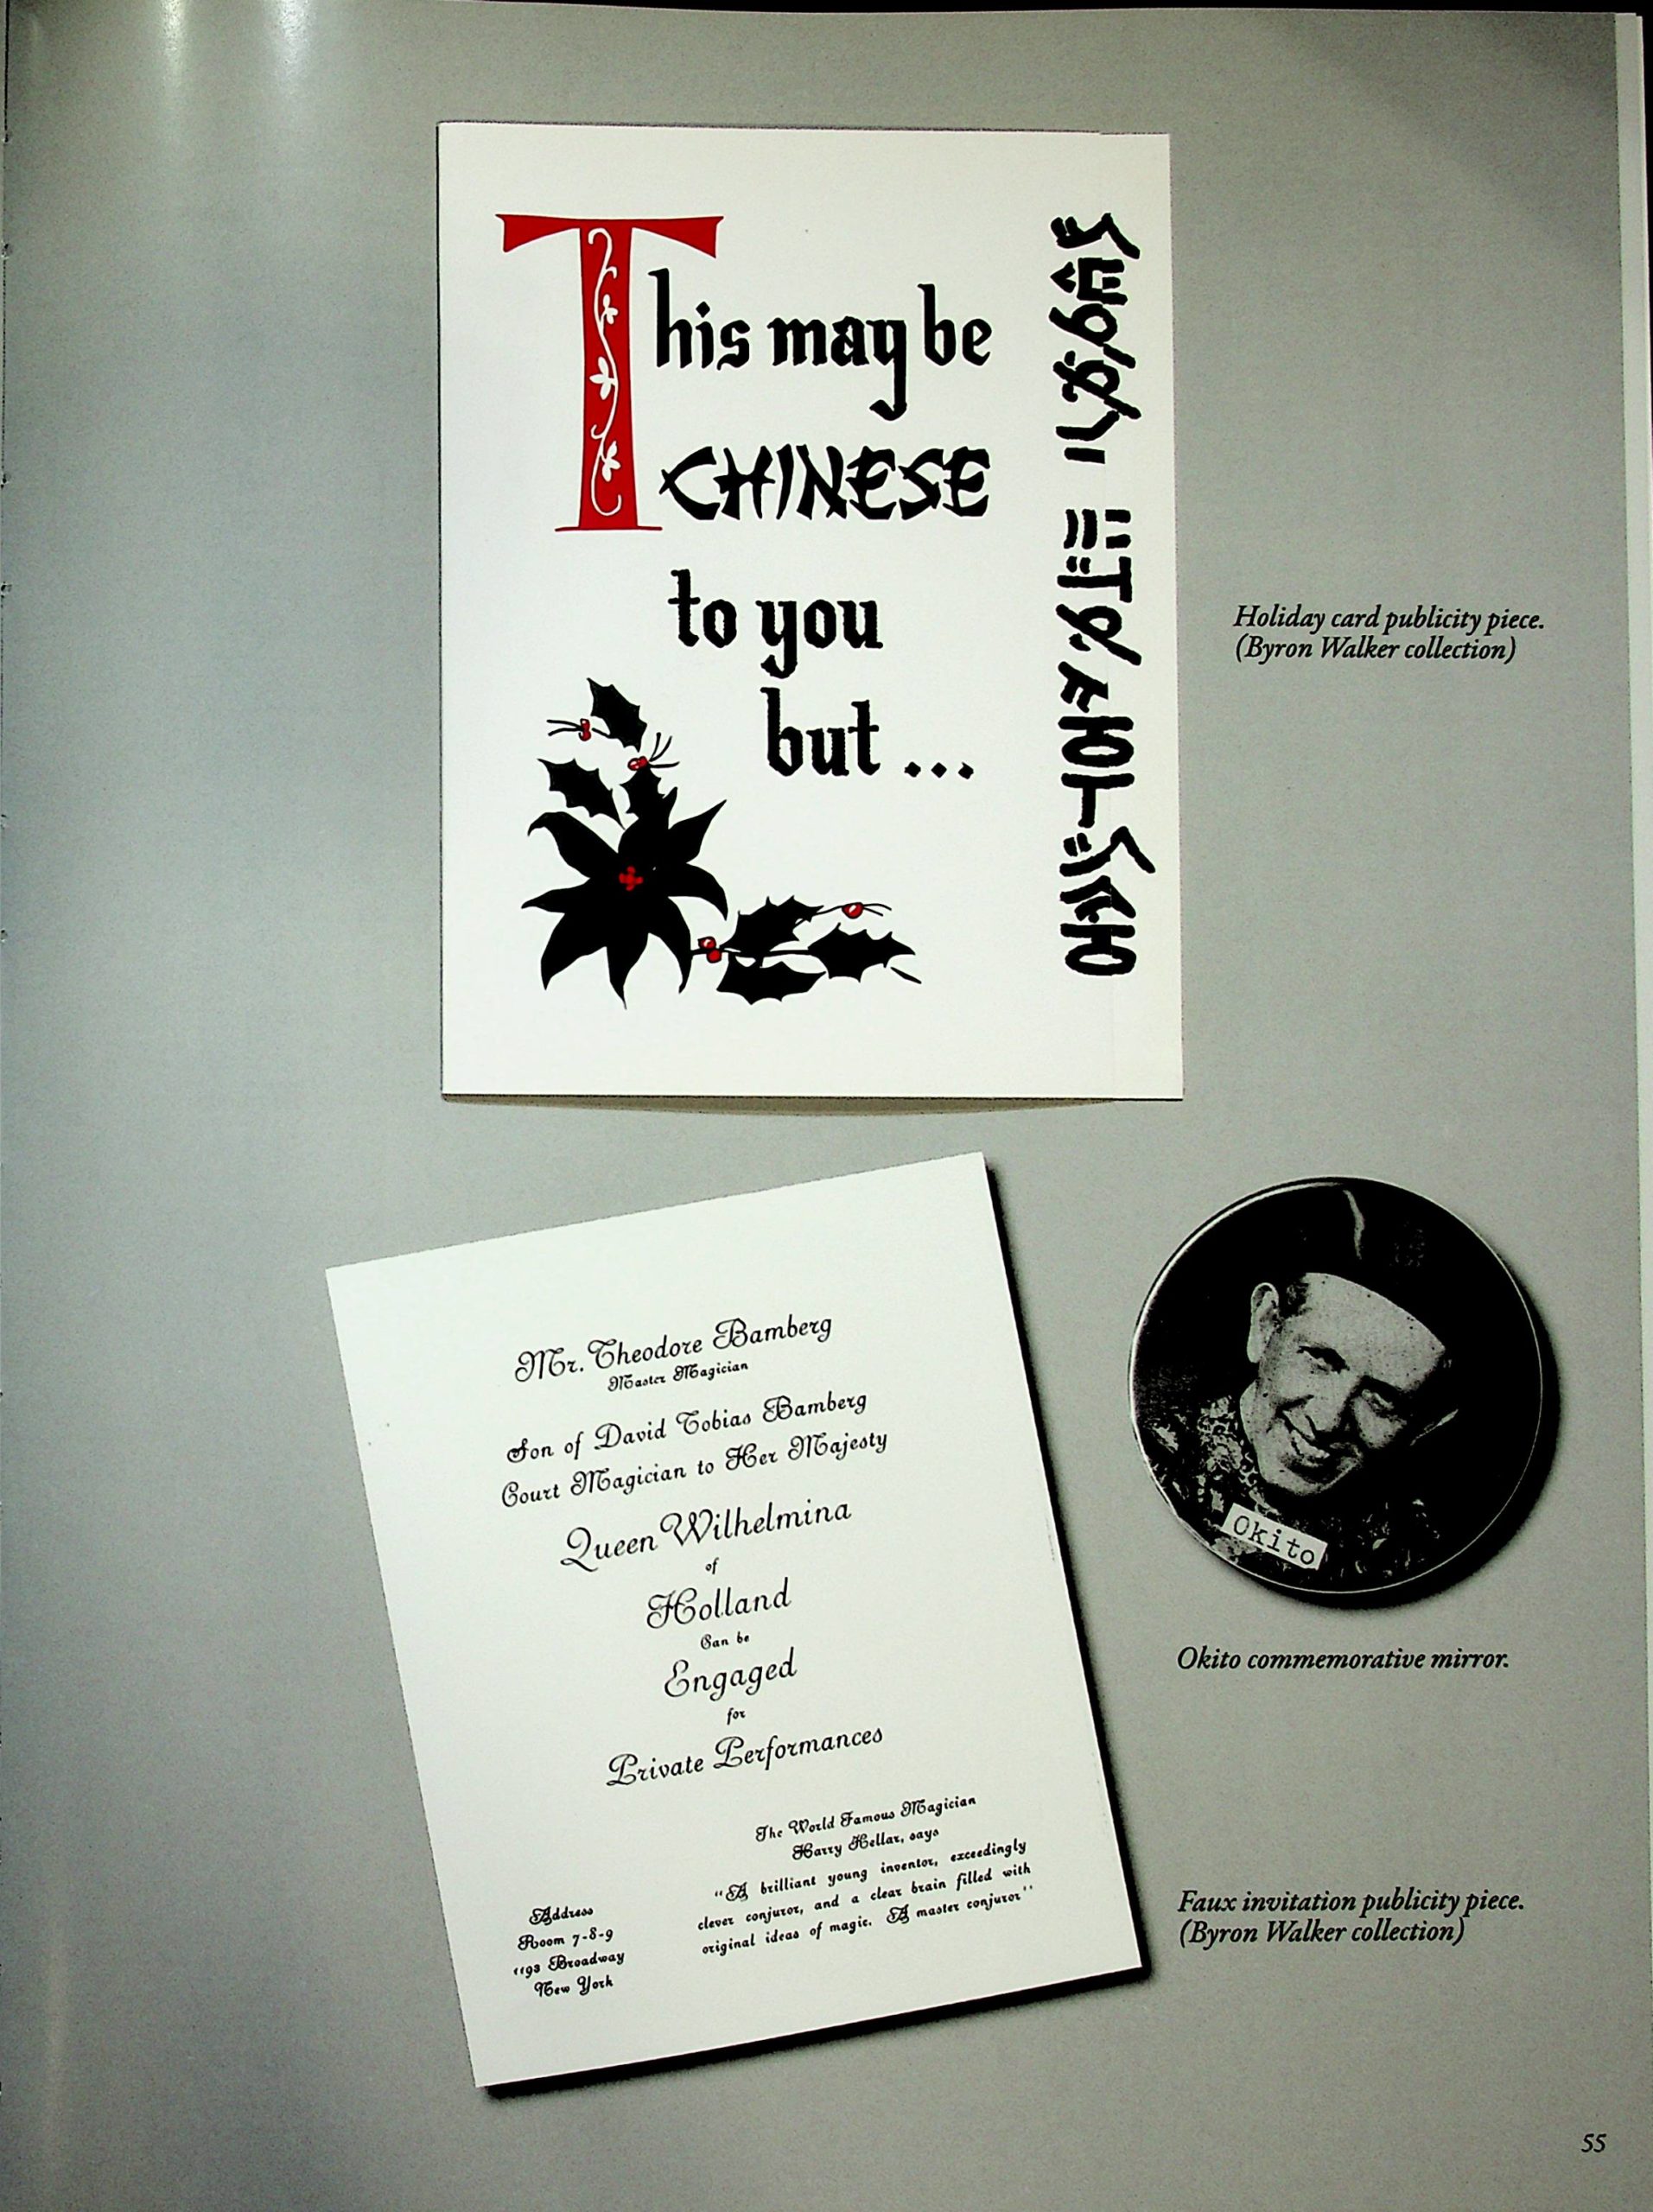 This may be
CHINESE
to you
but...
Holiday card publicity piece.
(Byron Walker collection)
Mr. Theodore Bamberg
Master Magician
Son of David Tobias Bamberg
Court Magician to Her Majesty
Queen Wilhelmina
of
Holland
Can be
Engaged
for
Private Performances
The World Famous Magician
Harry Hellar, says
"A brilliant young inventor, exceedingly
clever conjuror, and a clear brain filled with
original ideas of magic. A master conjuror"
Address
Room 7-8-9
1193 Broadway
New York
Okito
Okito commemorative mirror.
Faux invitation publicity piece.
(Byron Walker collection)
55